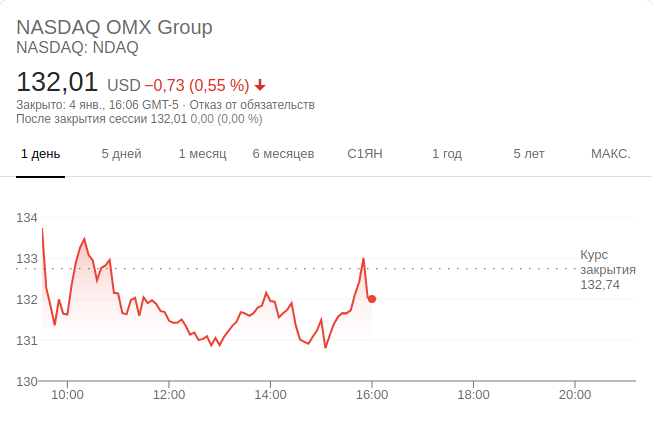 NASDAQ OMX Group
NASDAQ: NDAQ
132,01 USD −0,73 (0,55 %)
Закрыто: 4 янв., 16:06 GMT-5 · Отказ от обязательств
После закрытия сессии 132,01 0,00 (0,00 %)
1 день 5 дней 1 месяц 6 месяцев С1ЯН 1 год 5 лет МАКС.
134
133
132
131
130
Курс
закрытия
132,74
10:00 12:00 14:00 16:00 18:00 20:00